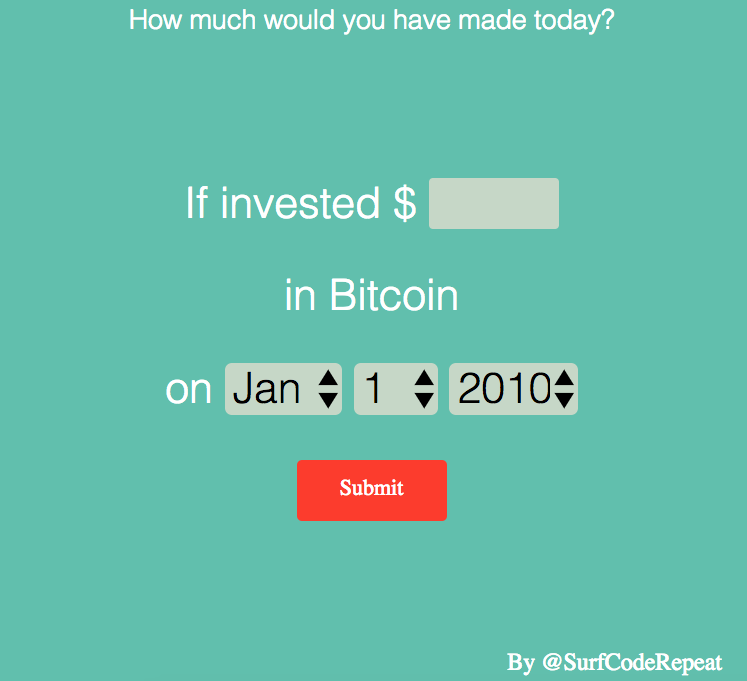 How much would you have made today?
If invested $
in Bitcoin
on Jan 1 2010
Submit
By @SurfCodeRepeat